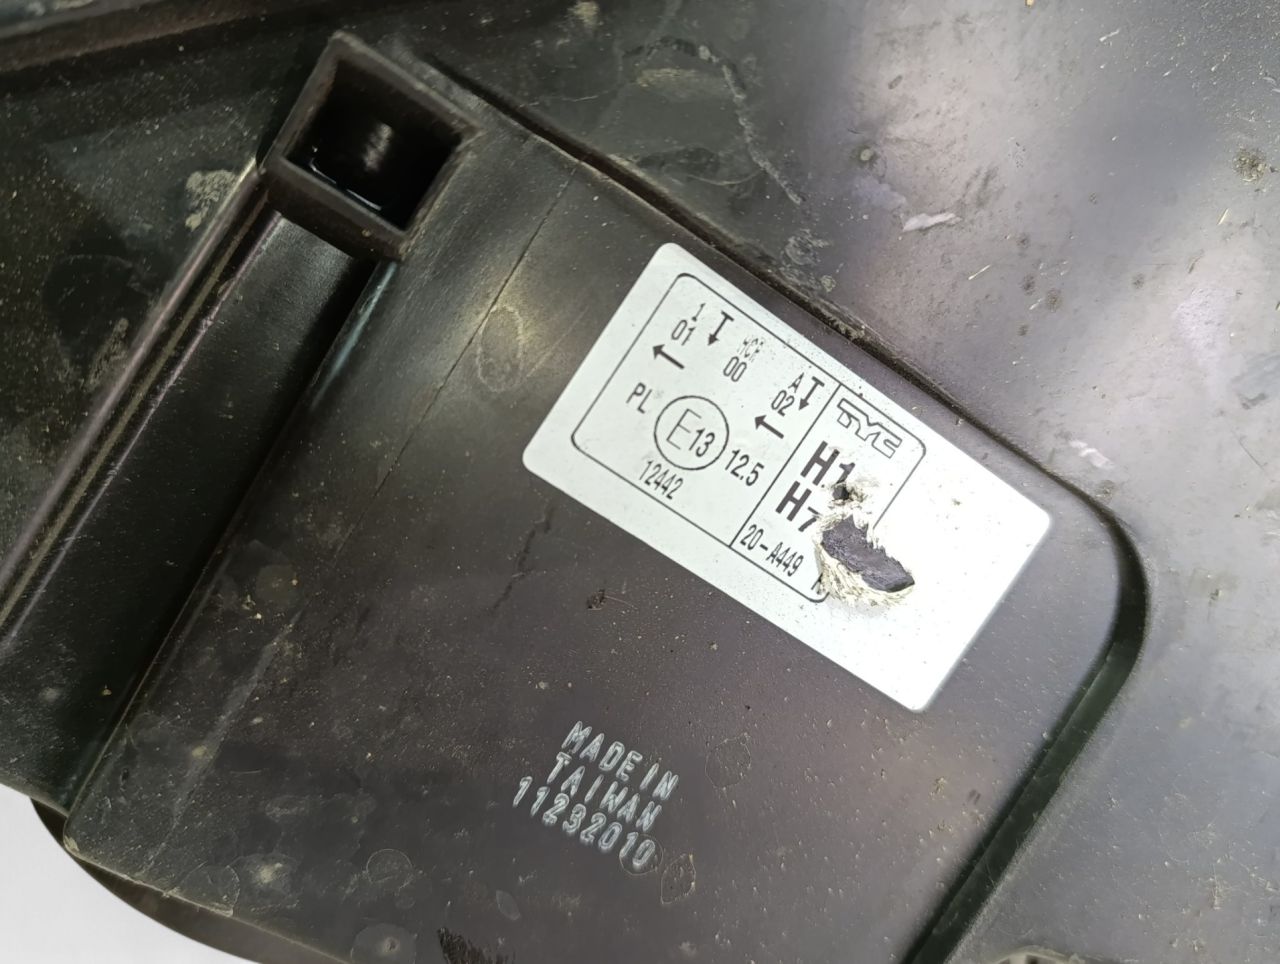 1 HCR A
01 00 02
PL E13 12.5
12442
TYC
H1
H7
20-A449
MADE IN
TAIWAN
11232010